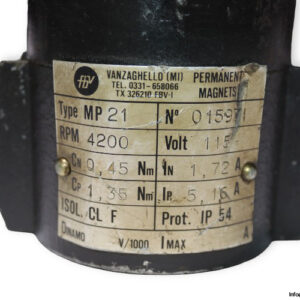 FBV VANZAGHELLO (MI) PERMANENT
TEL. 0331-658066 MAGNETS
TX 326210 FBV-I
Type MP 21 N° 015971
RPM 4200 Volt 115
CN 0,45 Nm IN 1,72 A
CP 1,35 Nm IP 5,16 A
ISOL. CL F Prot. IP 54
DINAMO V/1000 I MAX A